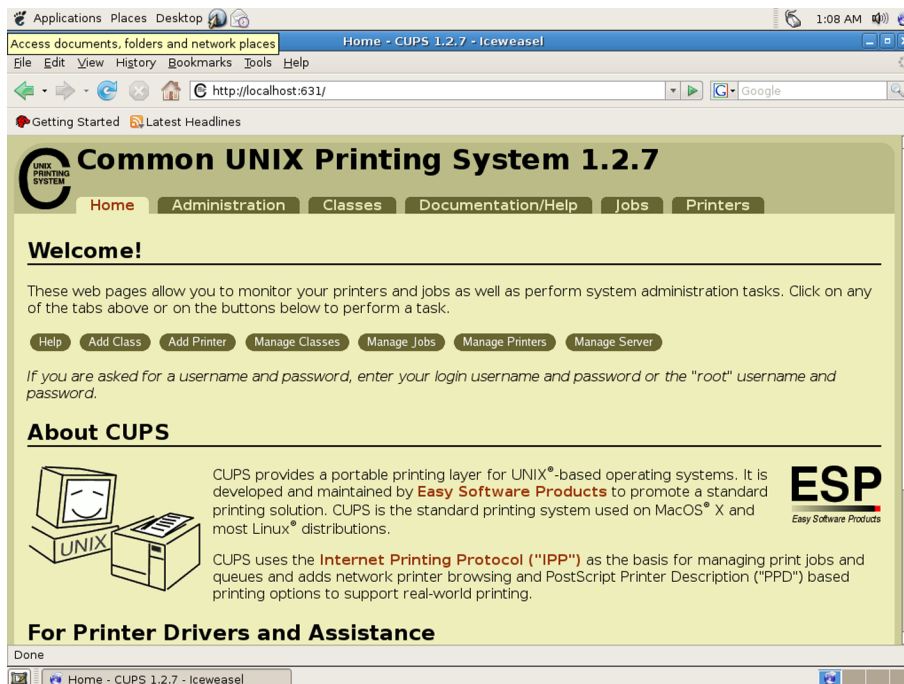 Applications Places Desktop
1:08 AM
Access documents, folders and network places
Home - CUPS 1.2.7 - Iceweasel
File Edit View History Bookmarks Tools Help
http://localhost:631/
G
Google
Getting Started
Latest Headlines
UNIX
PRINTING
SYSTEM
Common UNIX Printing System 1.2.7
Home
Administration
Classes
Documentation/Help
Jobs
Printers
Welcome!
These web pages allow you to monitor your printers and jobs as well as perform system administration tasks. Click on any
of the tabs above or on the buttons below to perform a task.
Help
Add Class
Add Printer
Manage Classes
Manage Jobs
Manage Printers
Manage Server
If you are asked for a username and password, enter your login username and password or the "root" username and
password.
About CUPS
UNIX
CUPS provides a portable printing layer for UNIX®-based operating systems. It is
developed and maintained by Easy Software Products to promote a standard
printing solution. CUPS is the standard printing system used on MacOS® X and
most Linux® distributions.
ESP
Easy Software Products
CUPS uses the Internet Printing Protocol ("IPP") as the basis for managing print jobs and
queues and adds network printer browsing and PostScript Printer Description ("PPD") based
printing options to support real-world printing.
For Printer Drivers and Assistance
Done
Home - CUPS 1.2.7 - Iceweasel